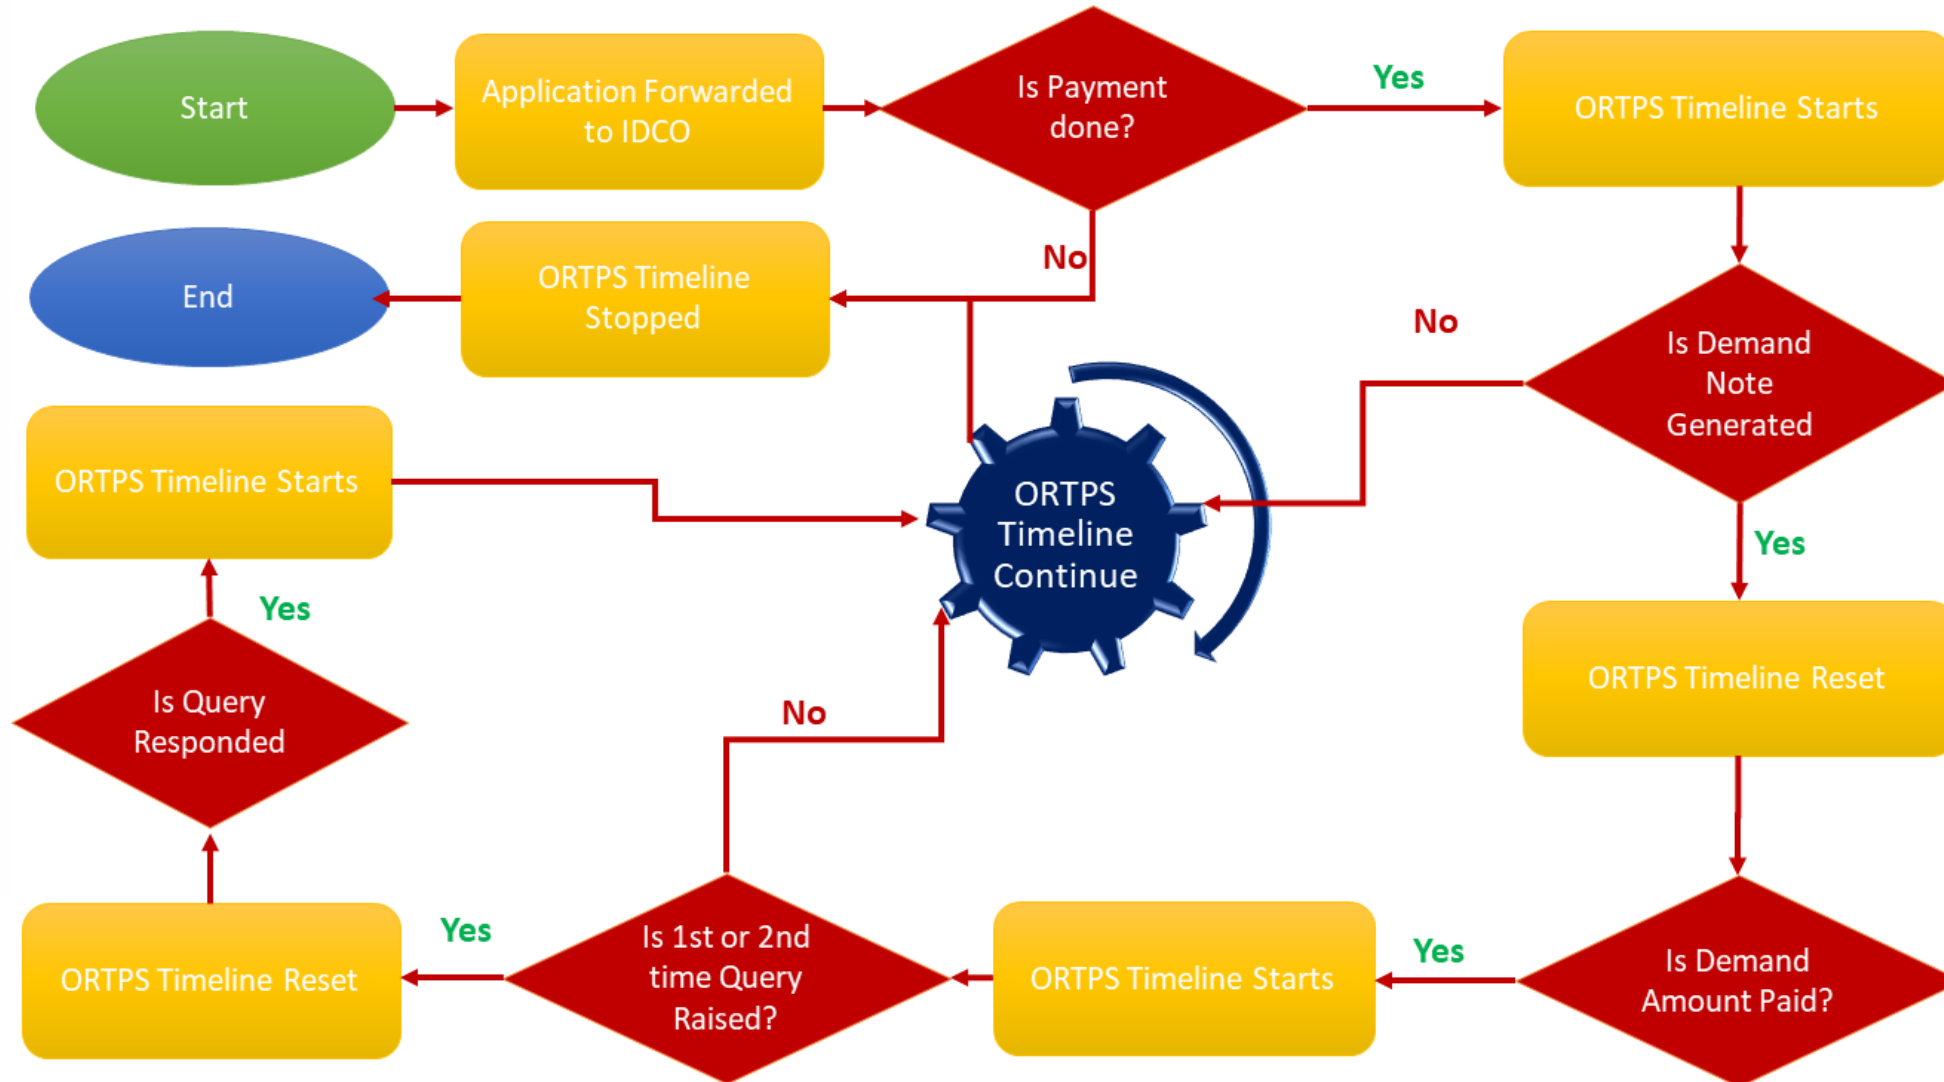 Start
Application Forwarded
to IDCO
Is Payment
done?
Yes
ORTPS Timeline Starts
No
End
ORTPS Timeline
Stopped
No
Is Demand
Note
Generated
ORTPS Timeline Starts
ORTPS
Timeline
Continue
Yes
Yes
ORTPS Timeline Reset
Is Query
Responded
No
Yes
Is 1st or 2nd
time Query
Raised?
Yes
Is Demand
Amount Paid?
ORTPS Timeline Reset
ORTPS Timeline Starts